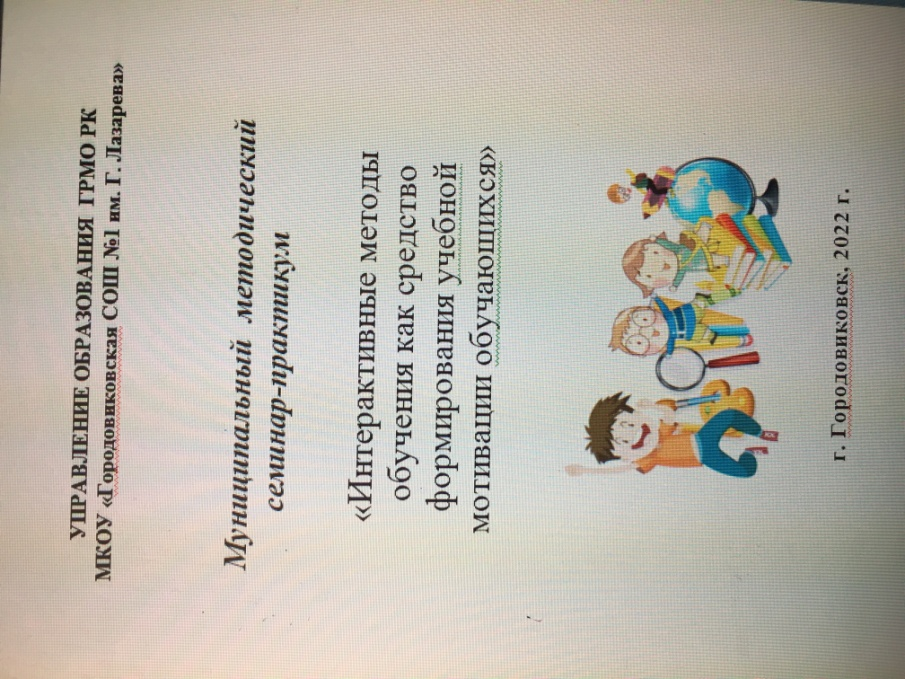 УПРАВЛЕНИЕ ОБРАЗОВАНИЯ ГРМО РК
МКОУ «Городовиковская СОШ №1 им. Г. Лазарева»
Муниципальный методический
семинар-практикум
«Интерактивные методы
обучения как средство
формирования учебной
мотивации обучающихся»
г. Городовиковск, 2022 г.